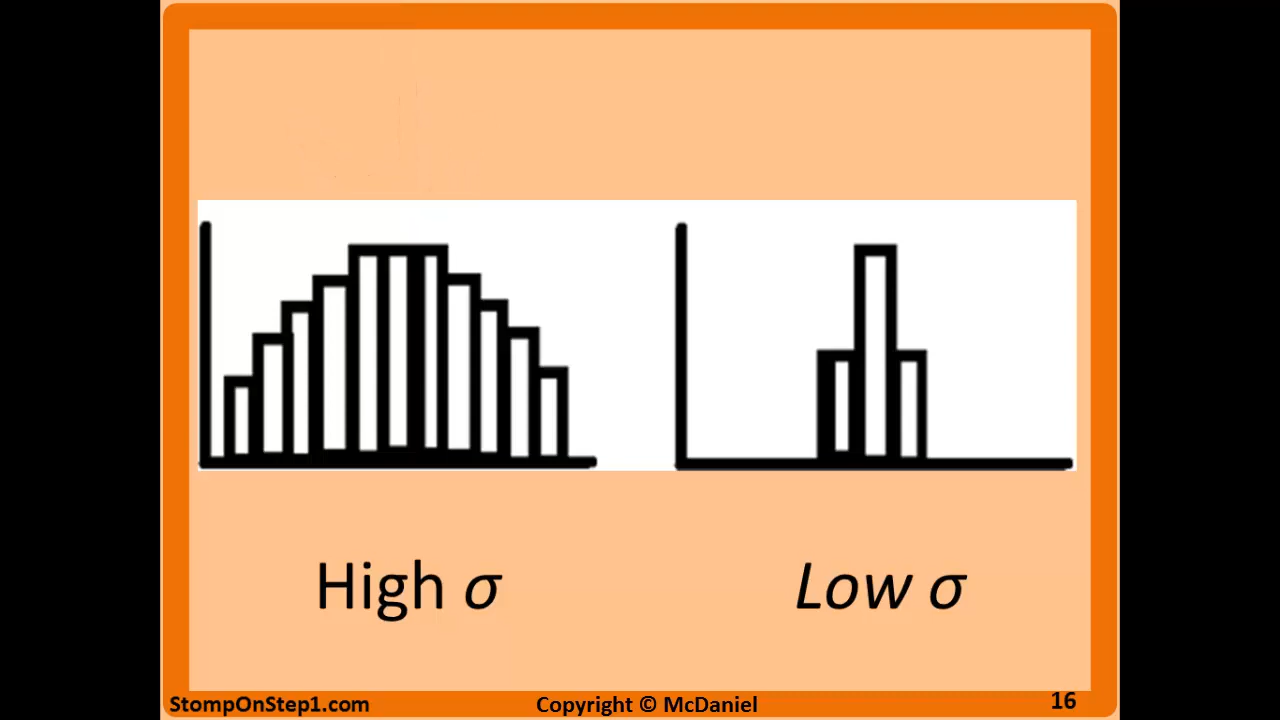 High σ
Low σ
StompOnStep1.com
Copyright © McDaniel
16